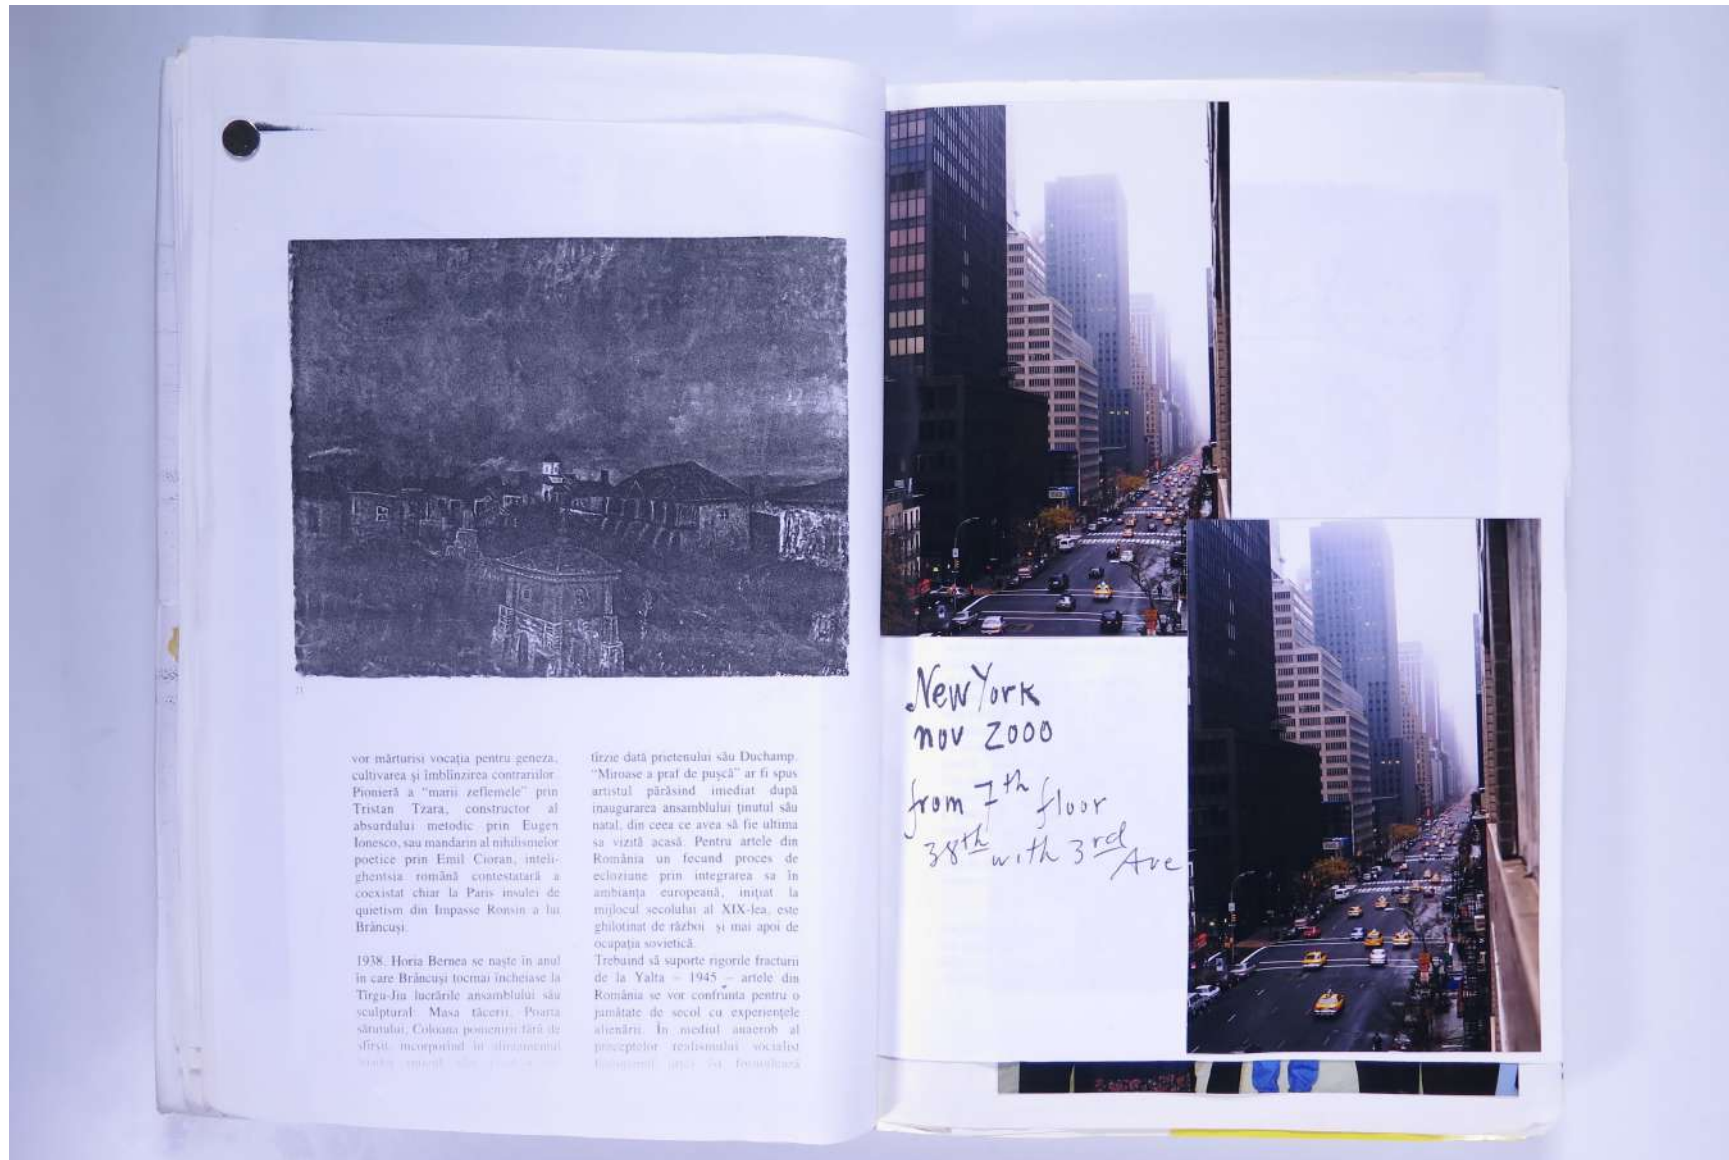 vor mărturisi vocația pentru geneza,
cultivarea și îmblînzirea contrariilor.
Pionieră a "marii zeflemele" prin
Tristan Tzara, constructor al
absurdului metodic prin Eugen
Ionesco, sau mandarin al nihilismelor
poetice prin Emil Cioran, inteli-
ghentsia română contestatară a
coexistat chiar la Paris insulei de
quietism din Impasse Ronsin a lui
Brâncuși.
1938. Horia Bernea se naște în anul
în care Brâncuși tocmai încheiase la
Tîrgu-Jiu lucrările ansamblului său
sculptural: Masa tăcerii, Poarta
sărutului, Coloana pomenirii fără de
sfîrșit, incorporînd în
tîrzie dată prietenului său Duchamp.
"Miroase a praf de pușcă" ar fi spus
artistul părăsind imediat după
inaugurarea ansamblului ținutul său
natal, din ceea ce avea să fie ultima
sa vizită acasă. Pentru artele din
România un fecund proces de
ecloziune prin integrarea sa în
ambianța europeană, inițiat la
mijlocul secolului al XIX-lea, este
ghilotinat de război și mai apoi de
ocupația sovietică.
Trebuind să suporte rigorile fracturii
de la Yalta – 1945 – artele din
România se vor confrunta pentru o
jumătate de secol cu experiențele
alienării. În mediul anaerob al
preceptelor realismului socialist
New York
nov 2000
from 7th floor
38th with 3rd
Ave